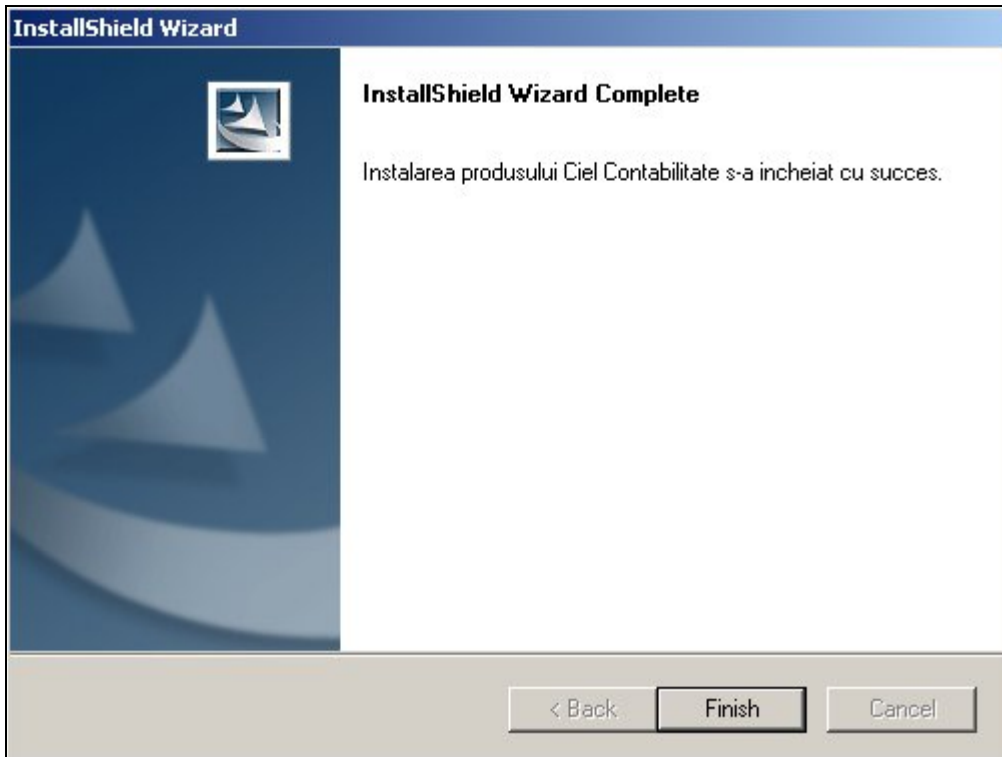 InstallShield Wizard
InstallShield Wizard Complete
Instalarea produsului Ciel Contabilitate s-a incheiat cu succes.
< Back
Finish
Cancel